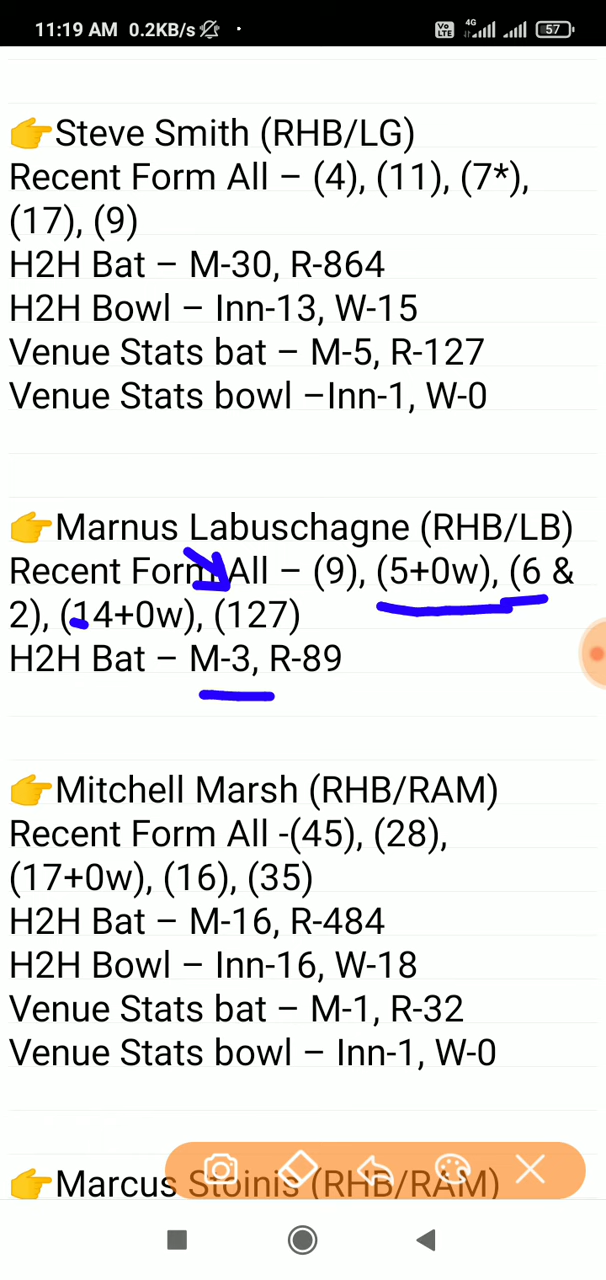 11:19 AM 0.2KB/s
Vo LTE 4G 57
👉Steve Smith (RHB/LG)
Recent Form All – (4), (11), (7*),
(17), (9)
H2H Bat – M-30, R-864
H2H Bowl – Inn-13, W-15
Venue Stats bat – M-5, R-127
Venue Stats bowl –Inn-1, W-0
👉Marnus Labuschagne (RHB/LB)
Recent Form All – (9), (5+0w), (6 &
2), (14+0w), (127)
H2H Bat – M-3, R-89
👉Mitchell Marsh (RHB/RAM)
Recent Form All -(45), (28),
(17+0w), (16), (35)
H2H Bat – M-16, R-484
H2H Bowl – Inn-16, W-18
Venue Stats bat – M-1, R-32
Venue Stats bowl – Inn-1, W-0
👉Marcus Stoinis (RHB/RAM)